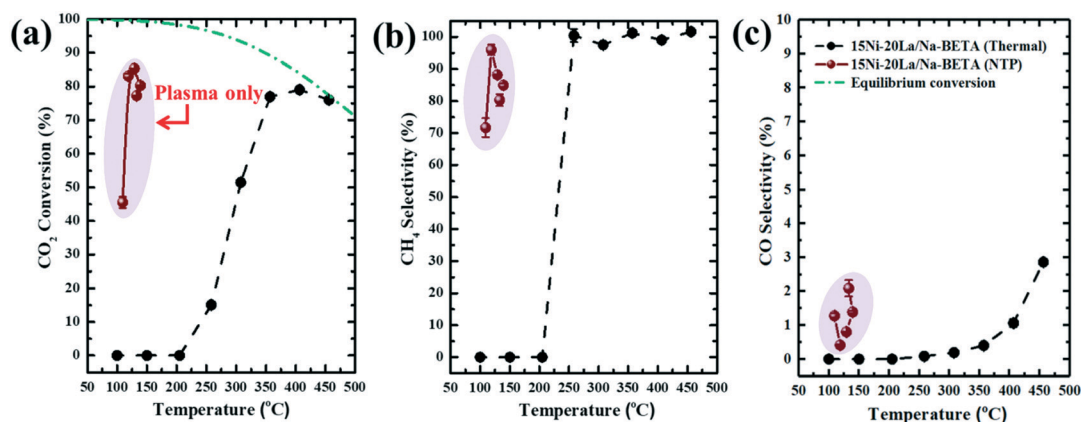 (a)
100
90
80
70
60
50
40
30
20
10
0
CO2 Conversion (%)
Plasma only
50 100 150 200 250 300 350 400 450 500
Temperature (°C)
(b)
100
90
80
70
60
50
40
30
20
10
0
CH4 Selectivity (%)
50 100 150 200 250 300 350 400 450 500
Temperature (°C)
(c)
10
9
8
7
6
5
4
3
2
1
0
CO Selectivity (%)
15Ni-20La/Na-BETA (Thermal)
15Ni-20La/Na-BETA (NTP)
Equilibrium conversion
50 100 150 200 250 300 350 400 450 500
Temperature (°C)